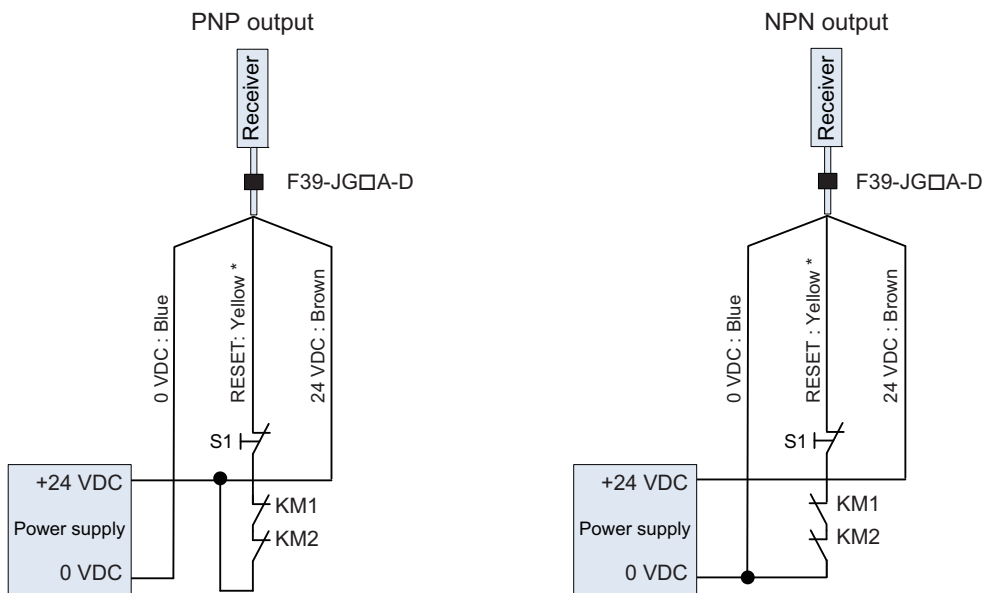 PNP output
Receiver
F39-JG□A-D
0 VDC : Blue
RESET: Yellow *
24 VDC : Brown
S1
+24 VDC
Power supply
0 VDC
KM1
KM2
NPN output
Receiver
F39-JG□A-D
0 VDC : Blue
RESET : Yellow *
24 VDC : Brown
S1
+24 VDC
Power supply
0 VDC
KM1
KM2